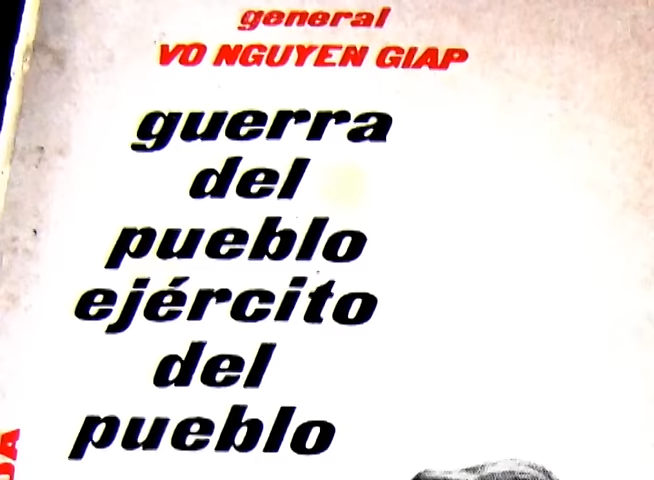 general
VO NGUYEN GIAP
guerra
del
pueblo
ejército
del
pueblo